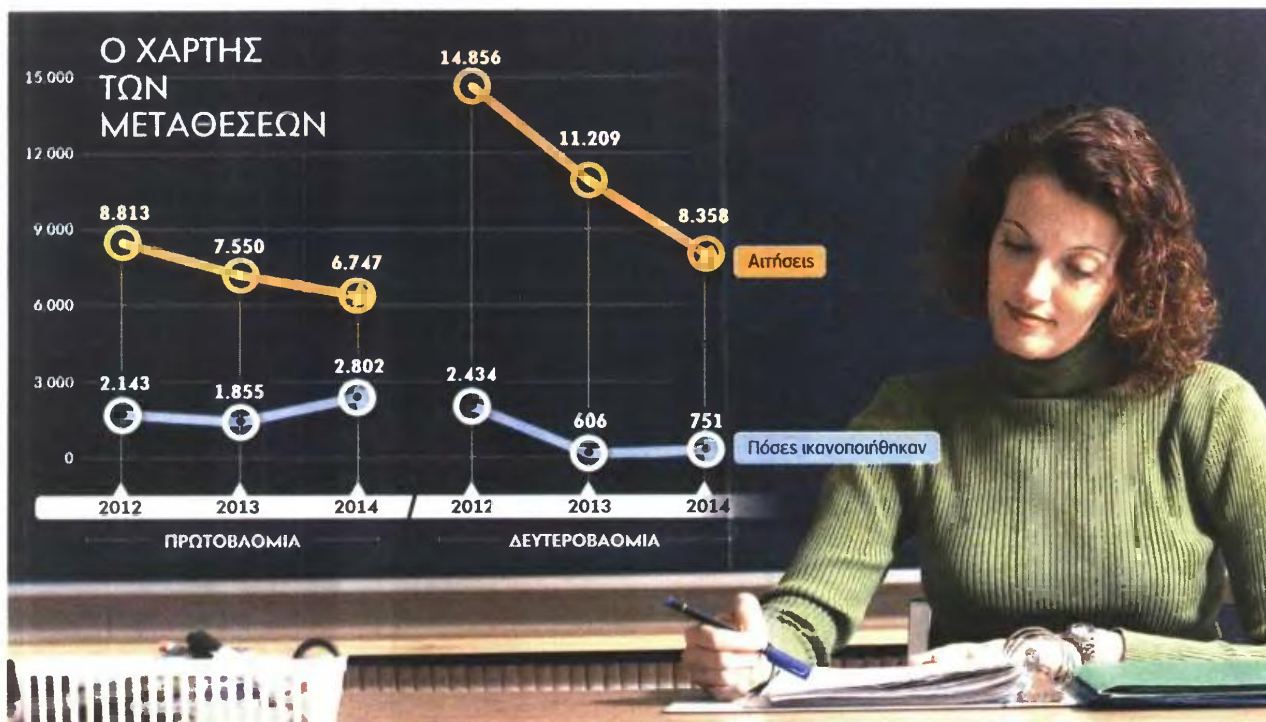 Ο ΧΑΡΤΗΣ
ΤΩΝ
ΜΕΤΑΘΕΣΕΩΝ
15 000
12 000
9 000
6 000
3 000
0
8.813
7.550
6.747
2.143
1.855
2.802
14.856
11.209
8.358
2.434
606
751
Αιτήσεις
Πόσες ικανοποιήθηκαν
2012 2013 2014 2012 2013 2014
ΠΡΩΤΟΒΑΟΜΙΑ ΔΕΥΤΕΡΟΒΑΟΜΙΑ